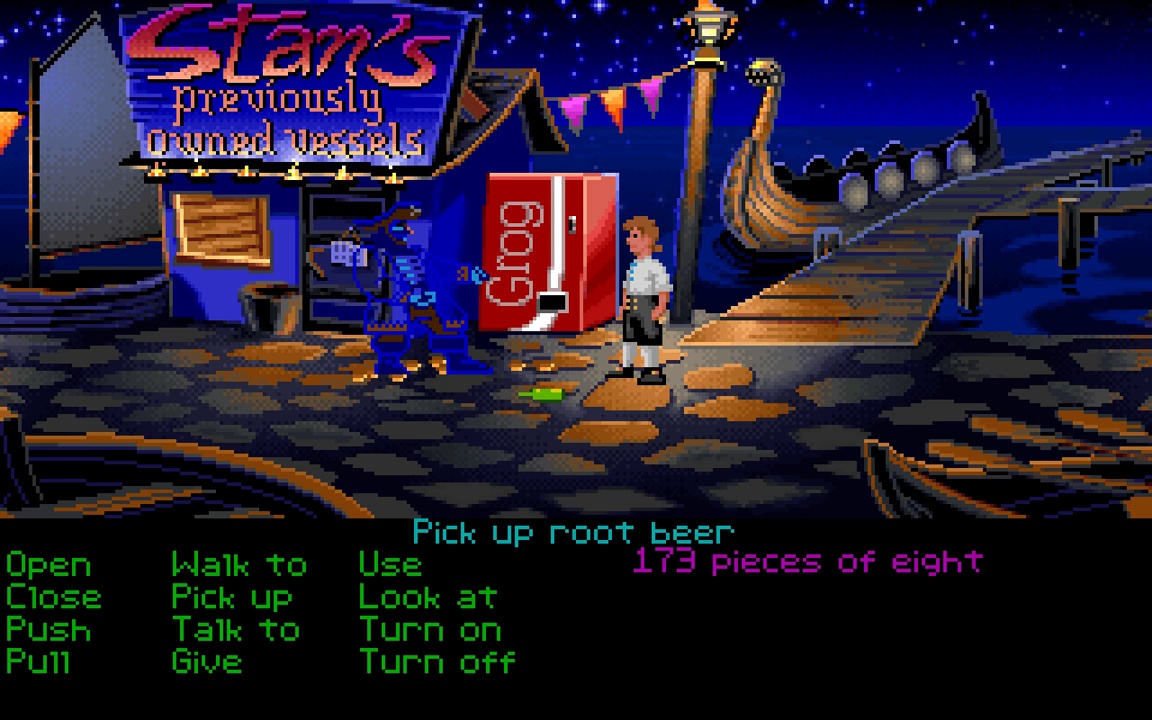 Stan's
previously
owned vessels
Grog
Pick up root beer
Open Walk to Use 173 pieces of eight
Close Pick up Look at
Push Talk to Turn on
Pull Give Turn off